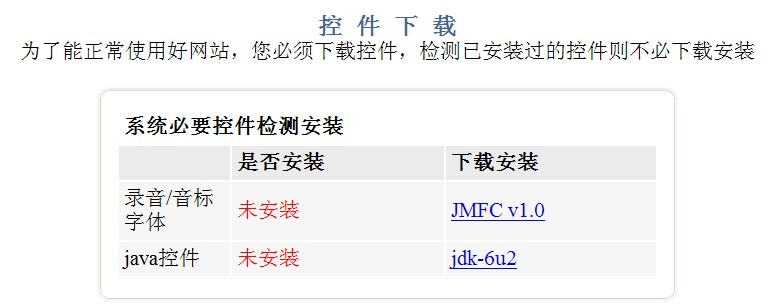 控件下载
为了能正常使用好网站，您必须下载控件，检测已安装过的控件则不必下载安装
系统必要控件检测安装
是否安装 下载安装
录音/音标
字体 未安装 JMFC v1.0
java控件 未安装 jdk-6u2